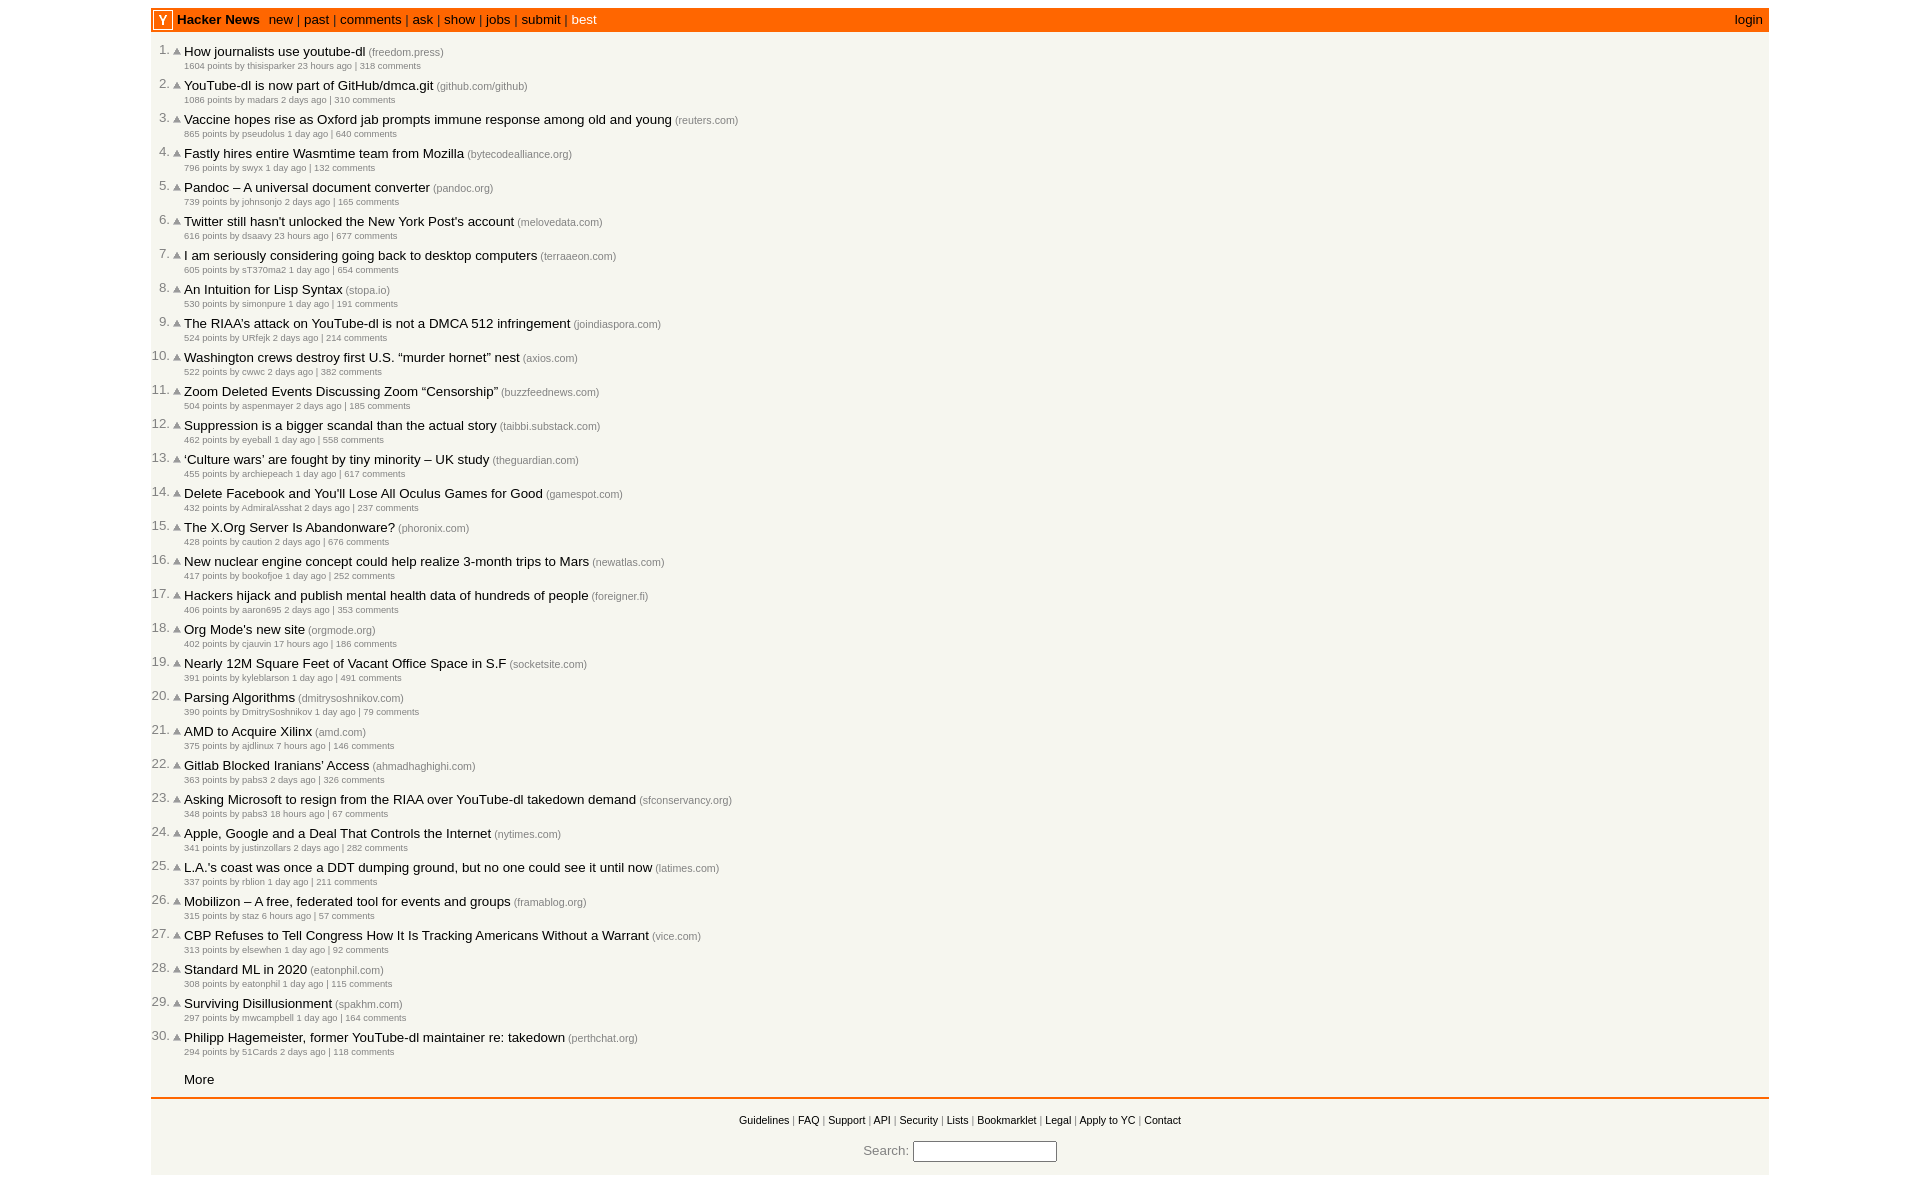 Y Hacker News new | past | comments | ask | show | jobs | submit | best login
1. How journalists use youtube-dl (freedom.press)
1604 points by thisisparker 23 hours ago | 318 comments
2. YouTube-dl is now part of GitHub/dmca.git (github.com/github)
1086 points by madars 2 days ago | 310 comments
3. Vaccine hopes rise as Oxford jab prompts immune response among old and young (reuters.com)
865 points by pseudolus 1 day ago | 640 comments
4. Fastly hires entire Wasmtime team from Mozilla (bytecodealliance.org)
796 points by swyx 1 day ago | 132 comments
5. Pandoc – A universal document converter (pandoc.org)
739 points by johnsonjo 2 days ago | 165 comments
6. Twitter still hasn't unlocked the New York Post's account (melovedata.com)
616 points by dsaavy 23 hours ago | 677 comments
7. I am seriously considering going back to desktop computers (terraaeon.com)
605 points by sT370ma2 1 day ago | 654 comments
8. An Intuition for Lisp Syntax (stopa.io)
530 points by simonpure 1 day ago | 191 comments
9. The RIAA’s attack on YouTube-dl is not a DMCA 512 infringement (joindiaspora.com)
524 points by URfejk 2 days ago | 214 comments
10. Washington crews destroy first U.S. “murder hornet” nest (axios.com)
522 points by cwwc 2 days ago | 382 comments
11. Zoom Deleted Events Discussing Zoom “Censorship” (buzzfeednews.com)
504 points by aspenmayer 2 days ago | 185 comments
12. Suppression is a bigger scandal than the actual story (taibbi.substack.com)
462 points by eyeball 1 day ago | 558 comments
13. ‘Culture wars’ are fought by tiny minority – UK study (theguardian.com)
455 points by archiepeach 1 day ago | 617 comments
14. Delete Facebook and You'll Lose All Oculus Games for Good (gamespot.com)
432 points by AdmiralAsshat 2 days ago | 237 comments
15. The X.Org Server Is Abandonware? (phoronix.com)
428 points by caution 2 days ago | 676 comments
16. New nuclear engine concept could help realize 3-month trips to Mars (newatlas.com)
417 points by bookofjoe 1 day ago | 252 comments
17. Hackers hijack and publish mental health data of hundreds of people (foreigner.fi)
406 points by aaron695 2 days ago | 353 comments
18. Org Mode's new site (orgmode.org)
402 points by cjauvin 17 hours ago | 186 comments
19. Nearly 12M Square Feet of Vacant Office Space in S.F (socketsite.com)
391 points by kyleblarson 1 day ago | 491 comments
20. Parsing Algorithms (dmitrysoshnikov.com)
390 points by DmitrySoshnikov 1 day ago | 79 comments
21. AMD to Acquire Xilinx (amd.com)
375 points by ajdlinux 7 hours ago | 146 comments
22. Gitlab Blocked Iranians’ Access (ahmadhaghighi.com)
363 points by pabs3 2 days ago | 326 comments
23. Asking Microsoft to resign from the RIAA over YouTube-dl takedown demand (sfconservancy.org)
348 points by pabs3 18 hours ago | 67 comments
24. Apple, Google and a Deal That Controls the Internet (nytimes.com)
341 points by justinzollars 2 days ago | 282 comments
25. L.A.'s coast was once a DDT dumping ground, but no one could see it until now (latimes.com)
337 points by rblion 1 day ago | 211 comments
26. Mobilizon – A free, federated tool for events and groups (framablog.org)
315 points by staz 6 hours ago | 57 comments
27. CBP Refuses to Tell Congress How It Is Tracking Americans Without a Warrant (vice.com)
313 points by elsewhen 1 day ago | 92 comments
28. Standard ML in 2020 (eatonphil.com)
308 points by eatonphil 1 day ago | 115 comments
29. Surviving Disillusionment (spakhm.com)
297 points by mwcampbell 1 day ago | 164 comments
30. Philipp Hagemeister, former YouTube-dl maintainer re: takedown (perthchat.org)
294 points by 51Cards 2 days ago | 118 comments
More
Guidelines | FAQ | Support | API | Security | Lists | Bookmarklet | Legal | Apply to YC | Contact
Search: